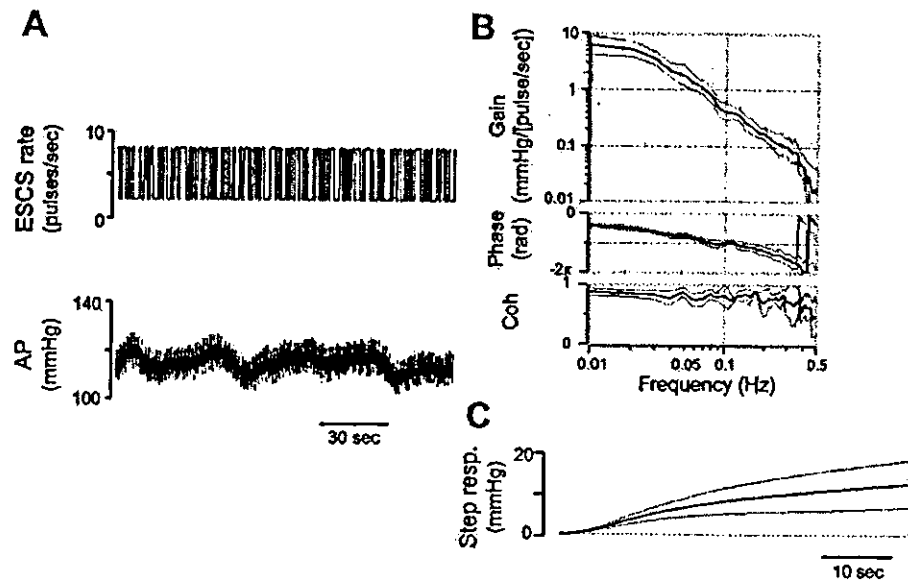 A
10
0
ESCS rate
(pulses/sec)
140
100
AP
(mmHg)
30 sec
B
10
1
0.1
0.01
Gain
(mmHg/[pulse/sec])
0
-2π
Phase
(rad)
1
0
Coh
0.01
0.05
0.1
0.5
Frequency (Hz)
C
20
0
Step resp.
(mmHg)
10 sec